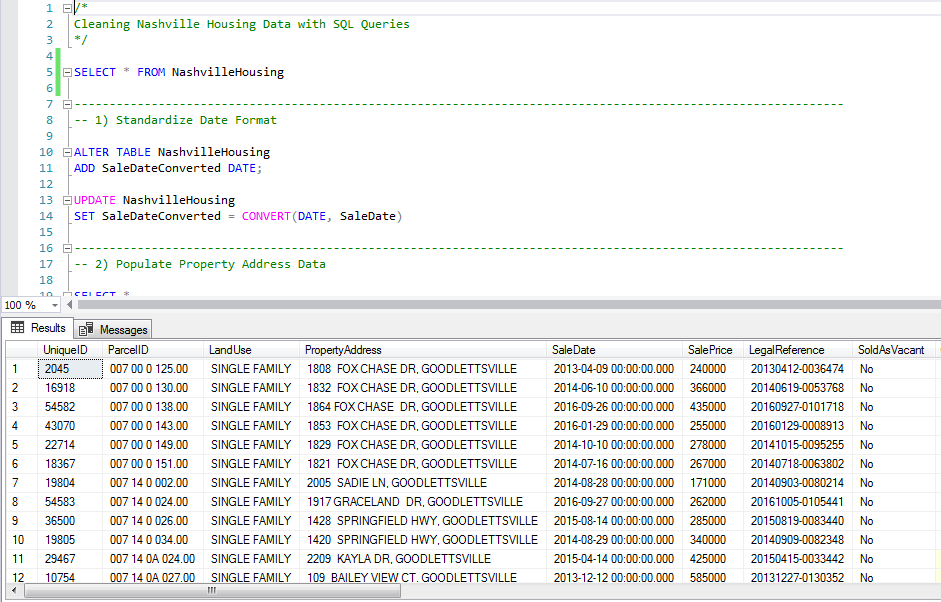 1 /*
2 Cleaning Nashville Housing Data with SQL Queries
3 */
4
5 SELECT * FROM NashvilleHousing
6
7 --------------------------------------------------------------------------------------------------------------
8 -- 1) Standardize Date Format
9
10 ALTER TABLE NashvilleHousing
11 ADD SaleDateConverted DATE;
12
13 UPDATE NashvilleHousing
14 SET SaleDateConverted = CONVERT(DATE, SaleDate)
15
16 --------------------------------------------------------------------------------------------------------------
17 -- 2) Populate Property Address Data
18
19 SELECT *
100 %
Results Messages
UniqueID ParcelID LandUse PropertyAddress SaleDate SalePrice LegalReference SoldAsVacant
1 2045 007 00 0 125.00 SINGLE FAMILY 1808 FOX CHASE DR, GOODLETTSVILLE 2013-04-09 00:00:00.000 240000 20130412-0036474 No
2 16918 007 00 0 130.00 SINGLE FAMILY 1832 FOX CHASE DR, GOODLETTSVILLE 2014-06-10 00:00:00.000 366000 20140619-0053768 No
3 54582 007 00 0 138.00 SINGLE FAMILY 1864 FOX CHASE DR, GOODLETTSVILLE 2016-09-26 00:00:00.000 435000 20160927-0101718 No
4 43070 007 00 0 143.00 SINGLE FAMILY 1853 FOX CHASE DR, GOODLETTSVILLE 2016-01-29 00:00:00.000 255000 20160129-0008913 No
5 22714 007 00 0 149.00 SINGLE FAMILY 1829 FOX CHASE DR, GOODLETTSVILLE 2014-10-10 00:00:00.000 278000 20141015-0095255 No
6 18367 007 00 0 151.00 SINGLE FAMILY 1821 FOX CHASE DR, GOODLETTSVILLE 2014-07-16 00:00:00.000 267000 20140718-0063802 No
7 19804 007 14 0 002.00 SINGLE FAMILY 2005 SADIE LN, GOODLETTSVILLE 2014-08-28 00:00:00.000 171000 20140903-0080214 No
8 54583 007 14 0 024.00 SINGLE FAMILY 1917 GRACELAND DR, GOODLETTSVILLE 2016-09-27 00:00:00.000 262000 20161005-0105441 No
9 36500 007 14 0 026.00 SINGLE FAMILY 1428 SPRINGFIELD HWY, GOODLETTSVILLE 2015-08-14 00:00:00.000 285000 20150819-0083440 No
10 19805 007 14 0 034.00 SINGLE FAMILY 1420 SPRINGFIELD HWY, GOODLETTSVILLE 2014-08-29 00:00:00.000 340000 20140909-0082348 No
11 29467 007 14 0A 024.00 SINGLE FAMILY 2209 KAYLA DR, GOODLETTSVILLE 2015-04-14 00:00:00.000 425000 20150415-0033442 No
12 10754 007 14 0A 027.00 SINGLE FAMILY 109 BAILEY VIEW CT, GOODLETTSVILLE 2013-12-12 00:00:00.000 585000 20131227-0130352 No